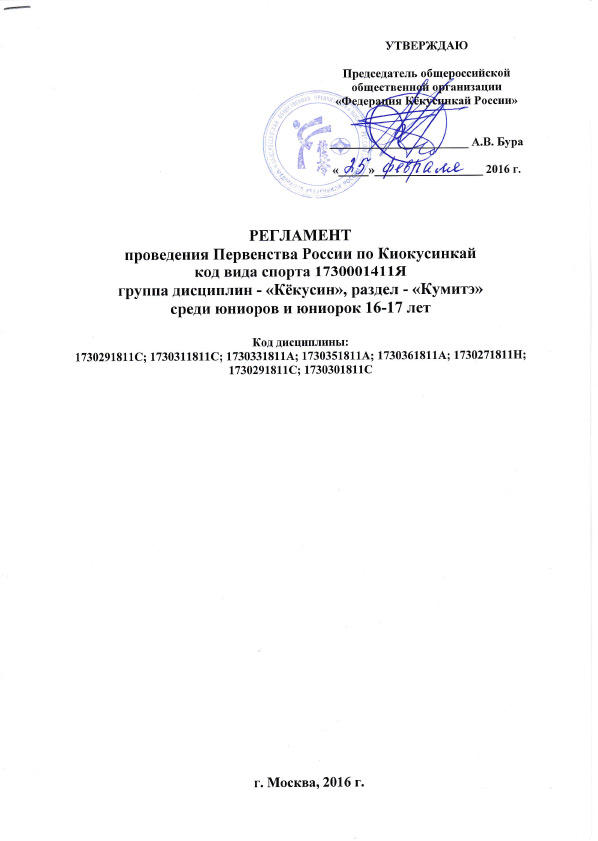 УТВЕРЖДАЮ
Председатель общероссийской
общественной организации
«Федерация Кёкусинкай России»
А.В. Бура
«25» февраля 2016 г.
РЕГЛАМЕНТ
проведения Первенства России по Киокусинкай
код вида спорта 1730001411Я
группа дисциплин - «Кёкусин», раздел - «Кумитэ»
среди юниоров и юниорок 16-17 лет
Код дисциплины:
1730291811С; 1730311811С; 1730331811А; 1730351811А; 1730361811А; 1730271811Н;
1730291811С; 1730301811С
г. Москва, 2016 г.